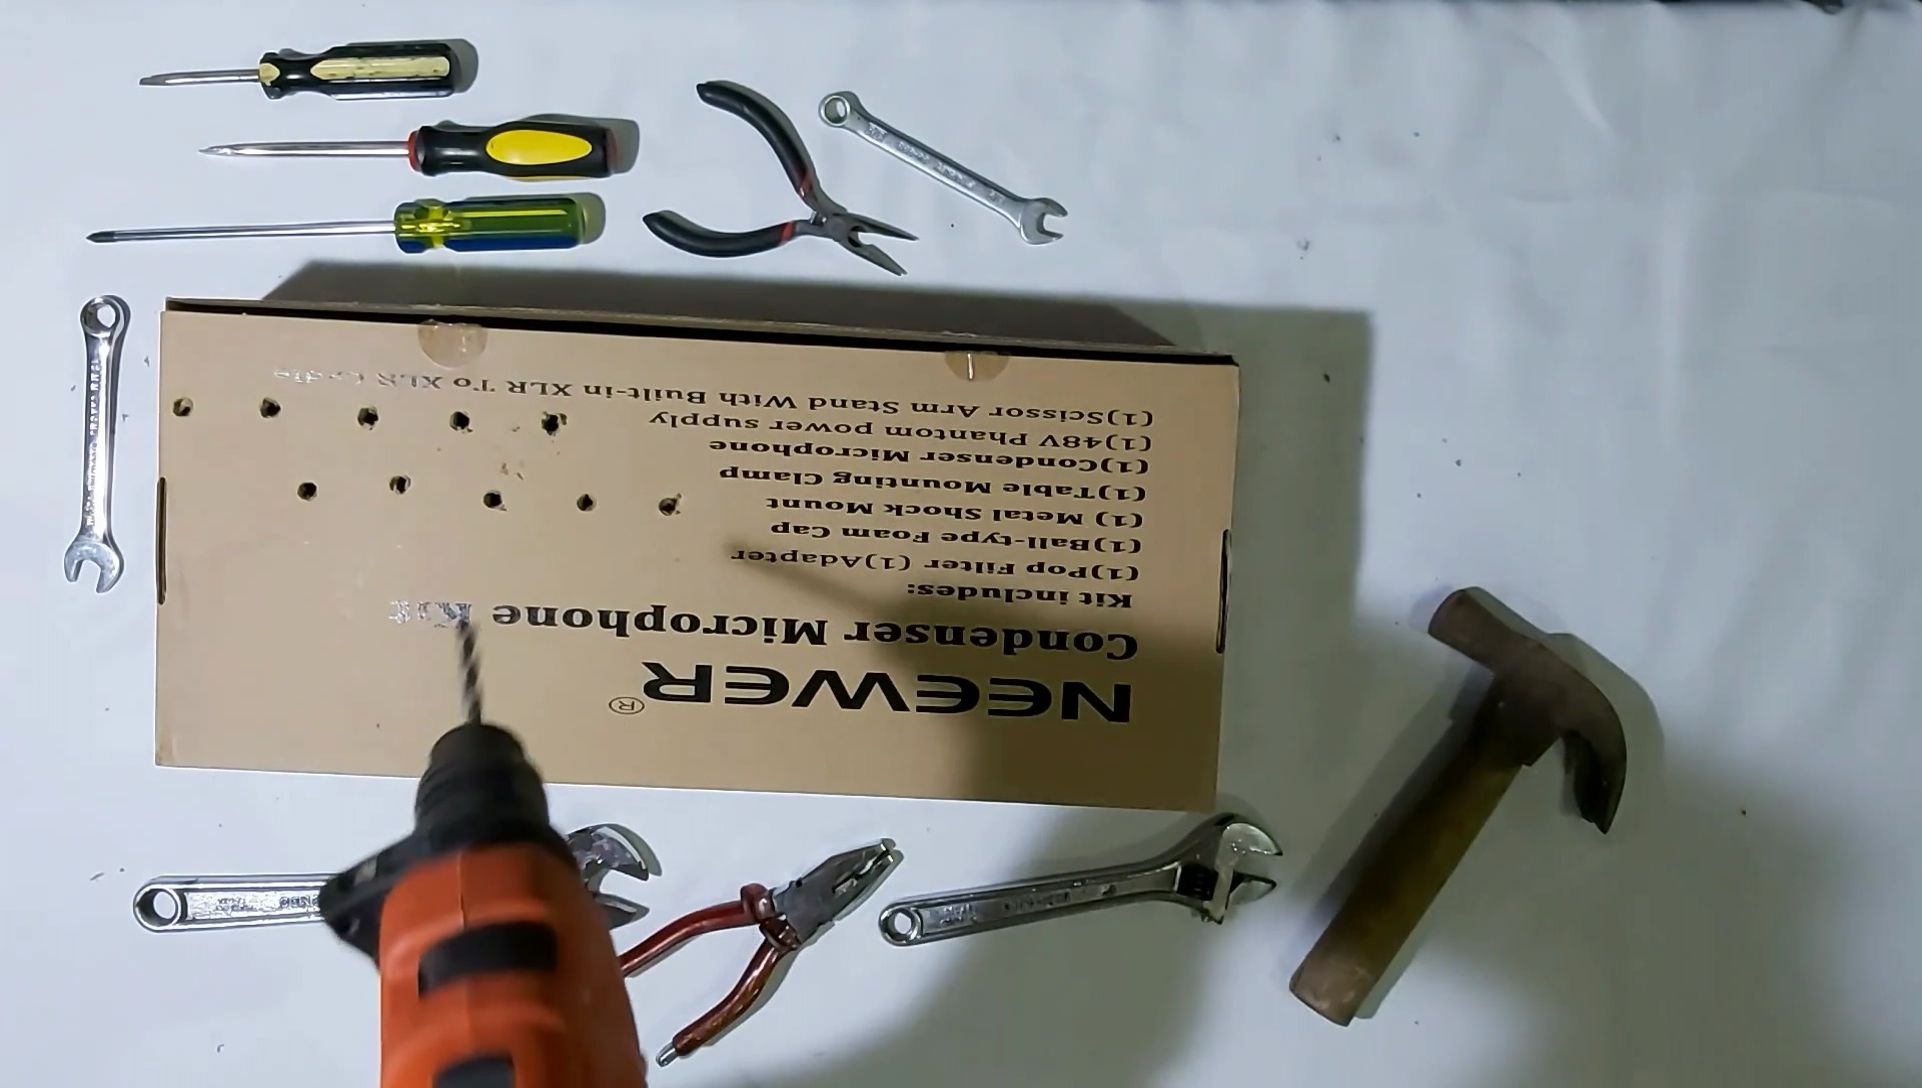 NEEWER®
Condenser Microphone
Kit includes:
(1)Pop Filter (1)Adapter
(1)Ball-type Foam Cap
(1) Metal Shock Mount
(1)Table Mounting Clamp
(1)Condenser Microphone
(1)48V Phantom power supply
(1)Scissor Arm Stand With Built-in XLR To XLR